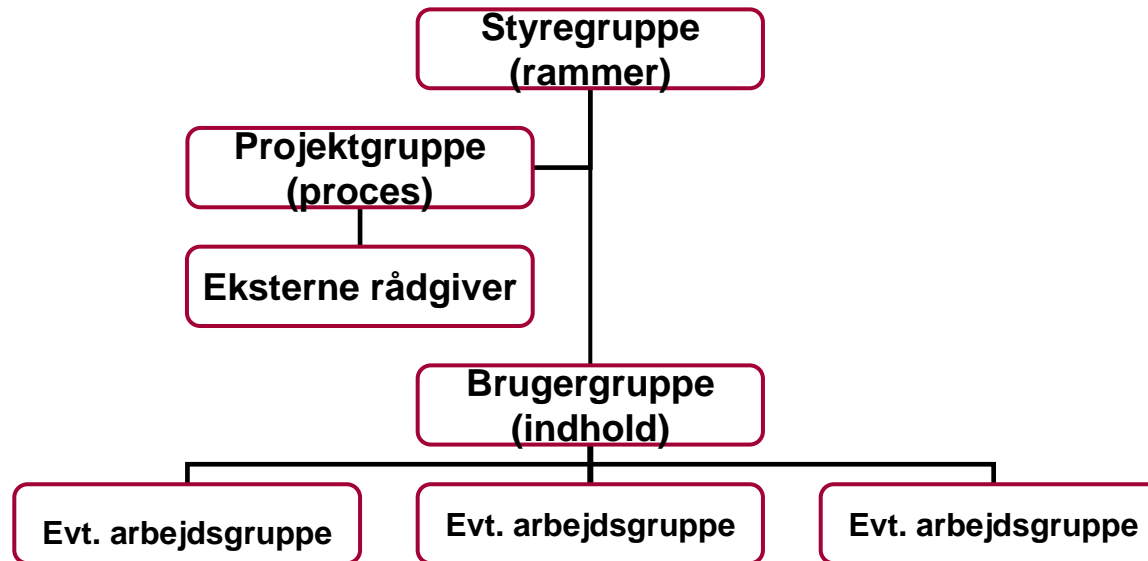 Styregruppe
(rammer)
Projektgruppe
(proces)
Eksterne rådgiver
Brugergruppe
(indhold)
Evt. arbejdsgruppe
Evt. arbejdsgruppe
Evt. arbejdsgruppe